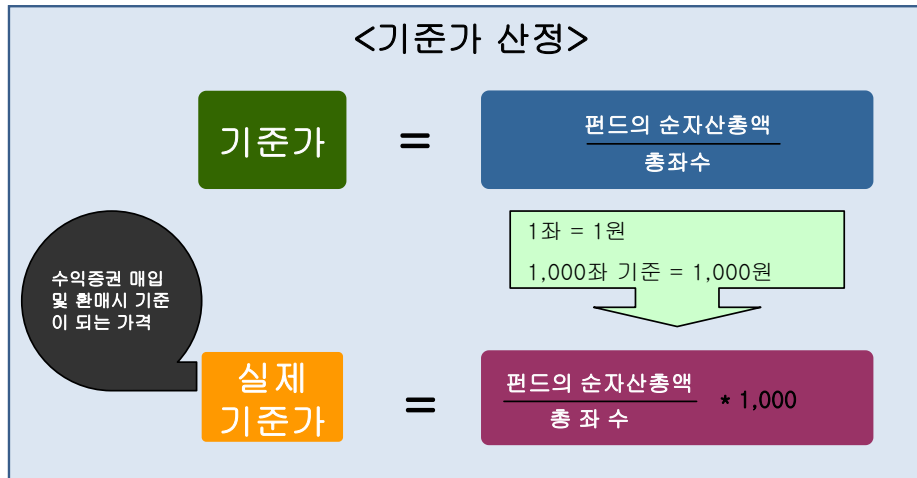 <기준가 산정>
기준가
=
펀드의 순자산총액
총좌수
1좌 = 1원
1,000좌 기준 = 1,000원
수익증권 매입
및 환매시 기준
이 되는 가격
실제
기준가
=
펀드의 순자산총액
총 좌 수
* 1,000